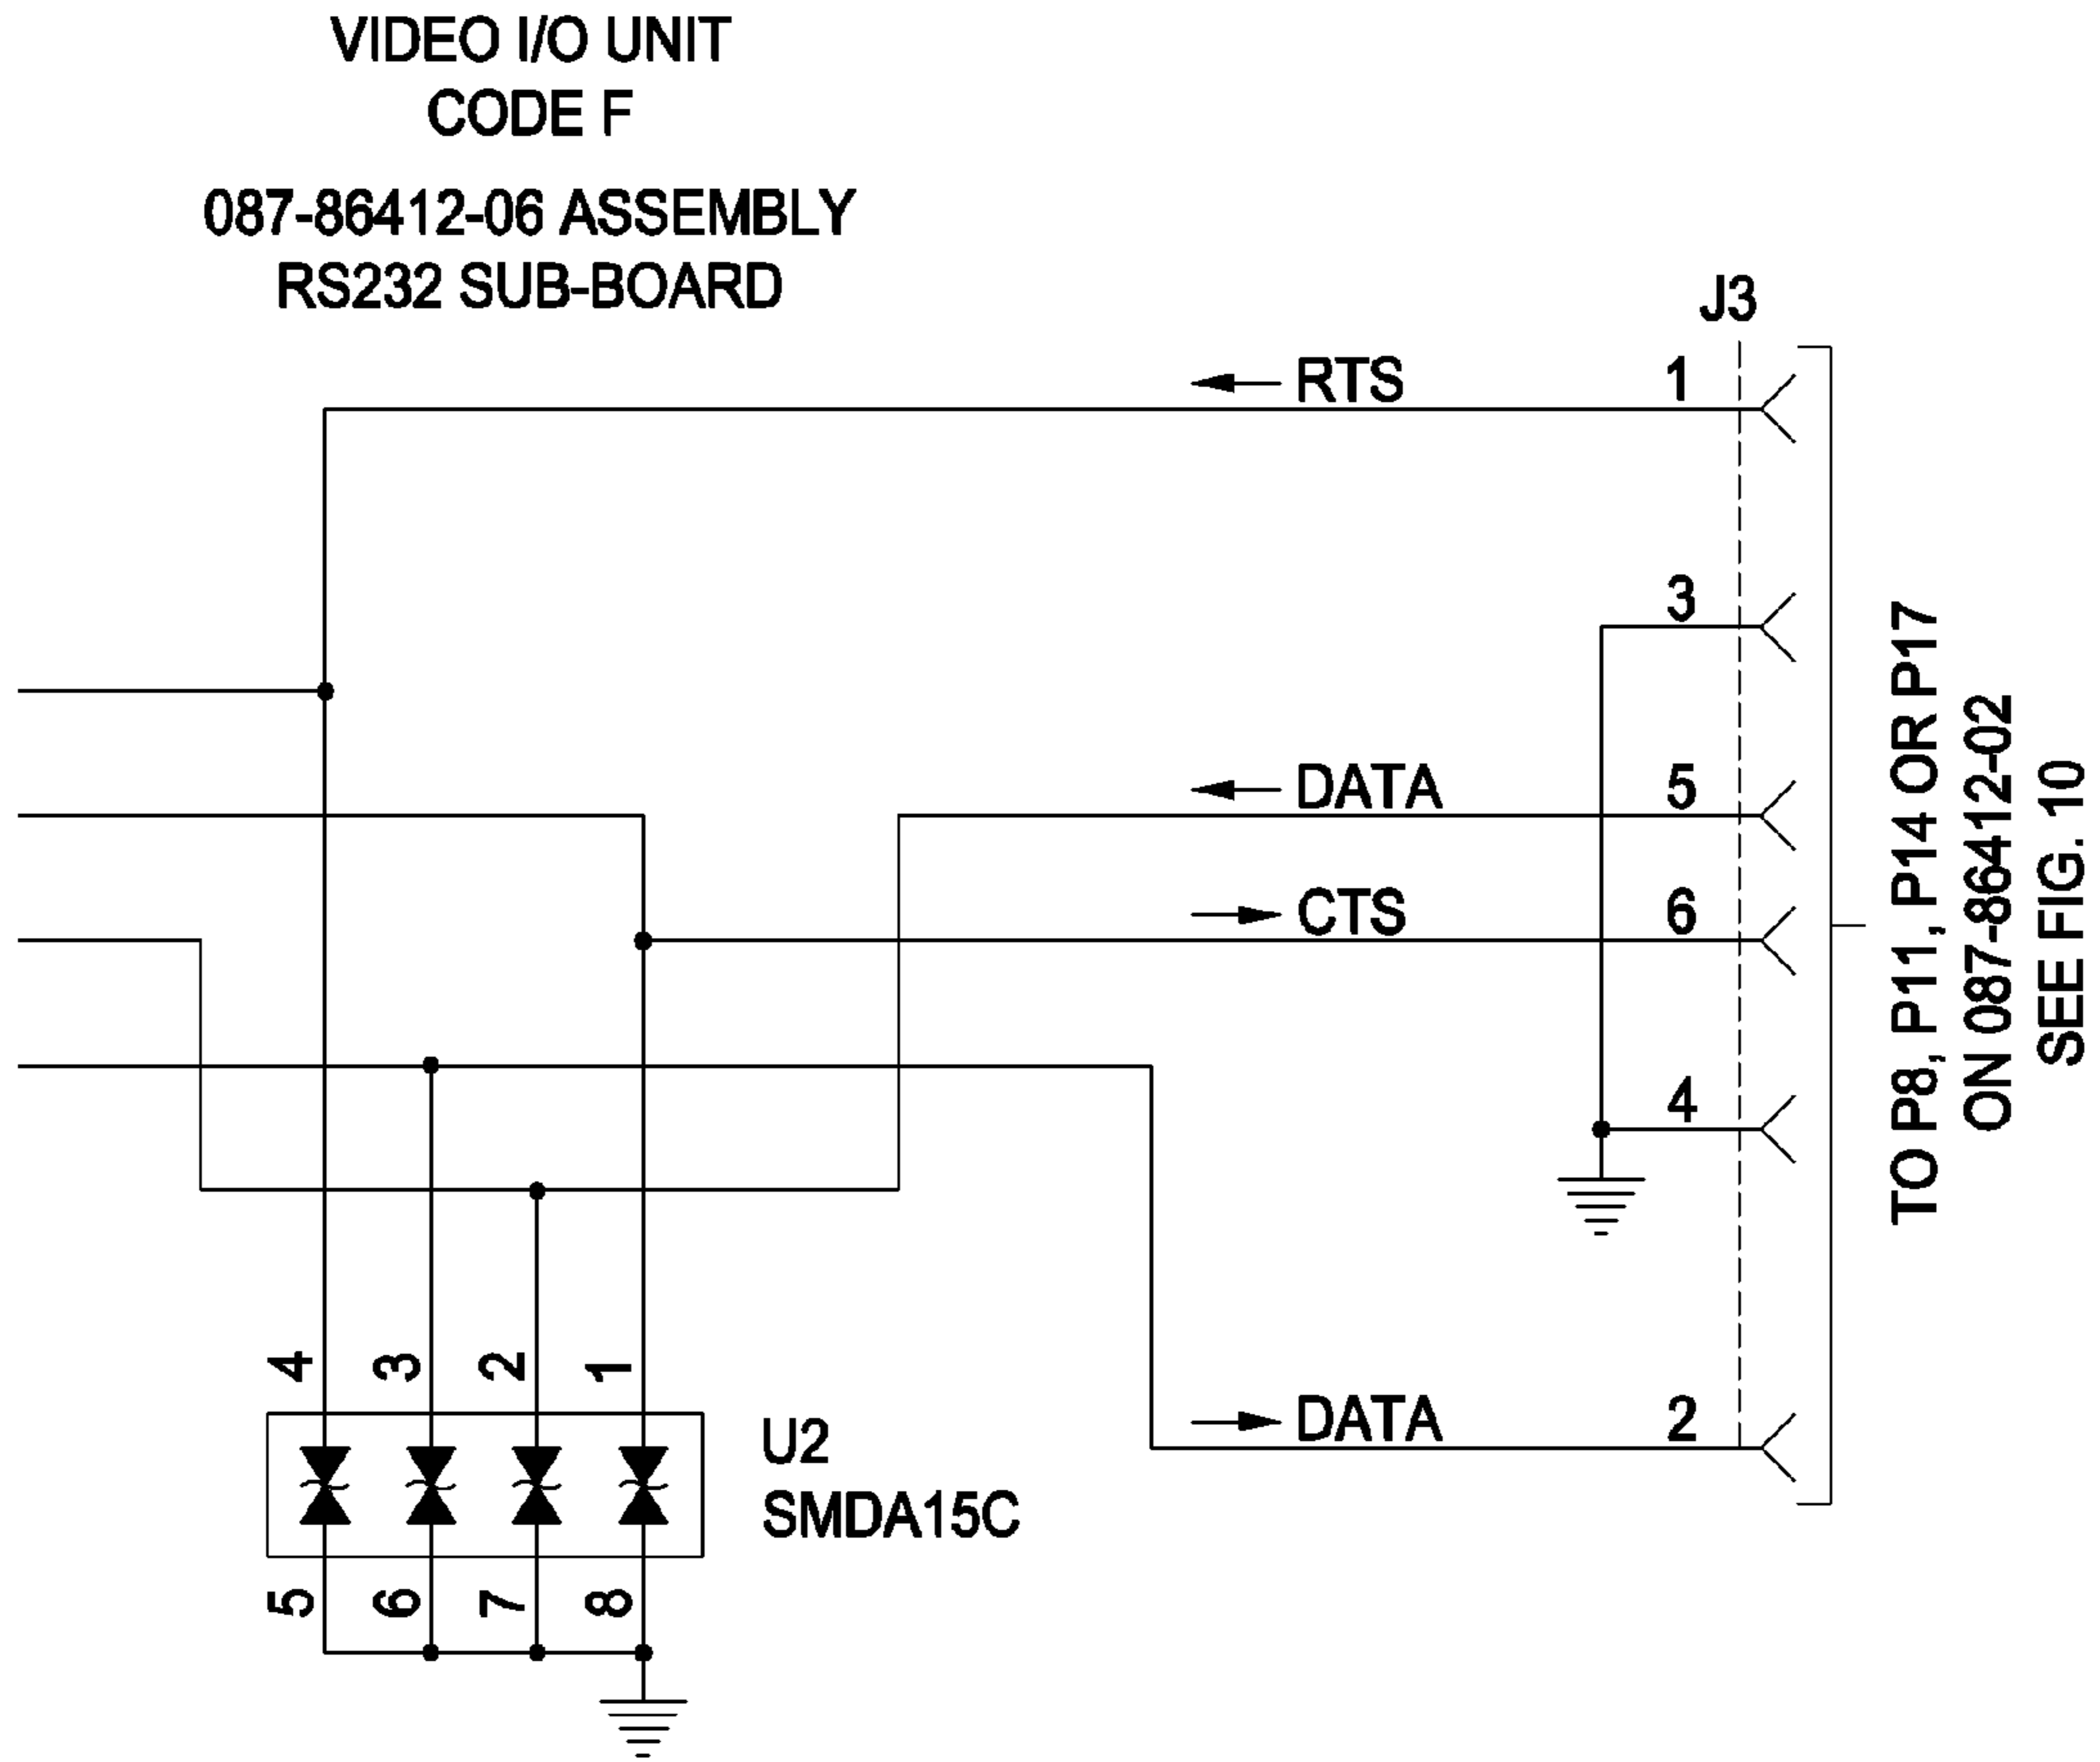 VIDEO I/O UNIT
CODE F
087-86412-06 ASSEMBLY
RS232 SUB-BOARD
J3
RTS 1
3
DATA 5
CTS 6
4
DATA 2
TO P8, P11, P14 OR P17
ON 087-86412-02
SEE FIG. 10
4 3 2 1
U2
SMDA15C
5 6 7 8